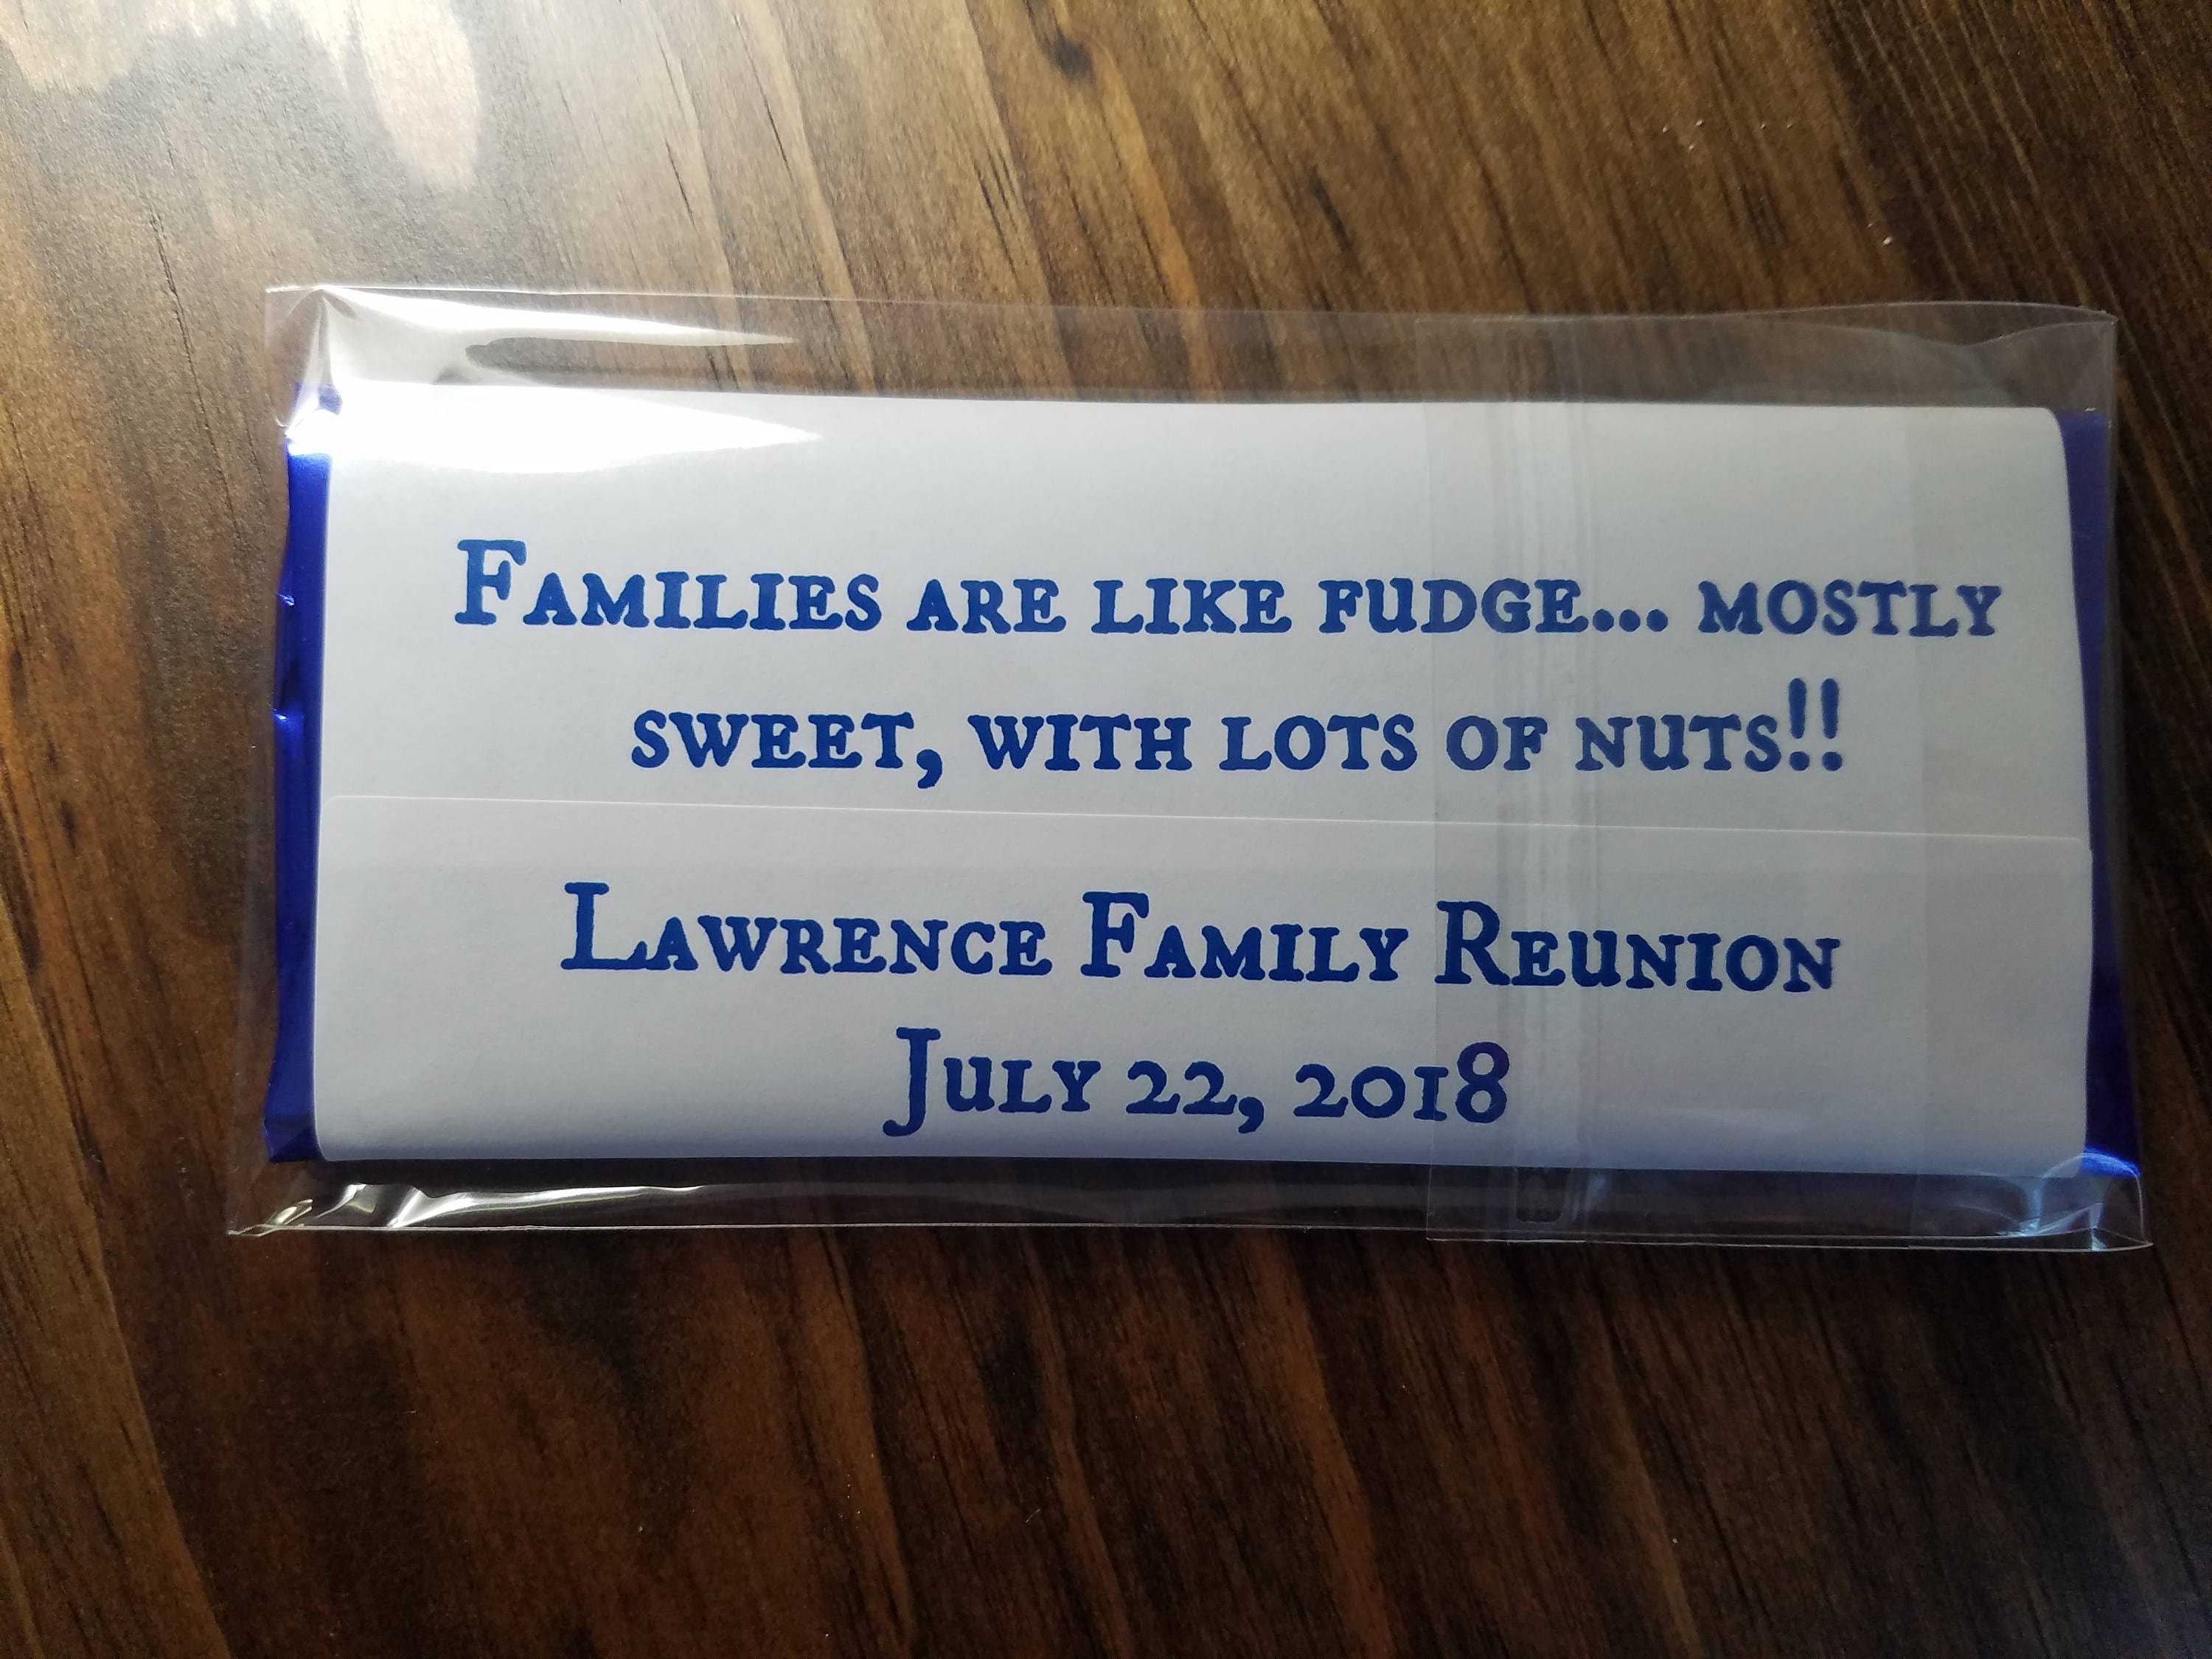 Families are like fudge... mostly
sweet, with lots of nuts!!
Lawrence Family Reunion
July 22, 2018